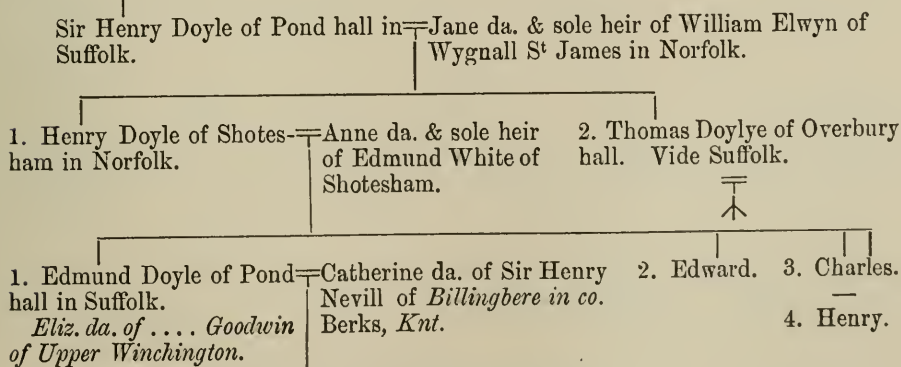 Sir Henry Doyle of Pond hall in
Suffolk.
Jane da. & sole heir of William Elwyn of
Wygnall St James in Norfolk.
1. Henry Doyle of Shotes-
ham in Norfolk.
Anne da. & sole heir
of Edmund White of
Shotesham.
2. Thomas Doylye of Overbury
hall. Vide Suffolk.
1. Edmund Doyle of Pond
hall in Suffolk.
Eliz. da. of .... Goodwin
of Upper Winchington.
Catherine da. of Sir Henry
Nevill of Billingbere in co.
Berks, Knt.
2. Edward.
3. Charles.
4. Henry.